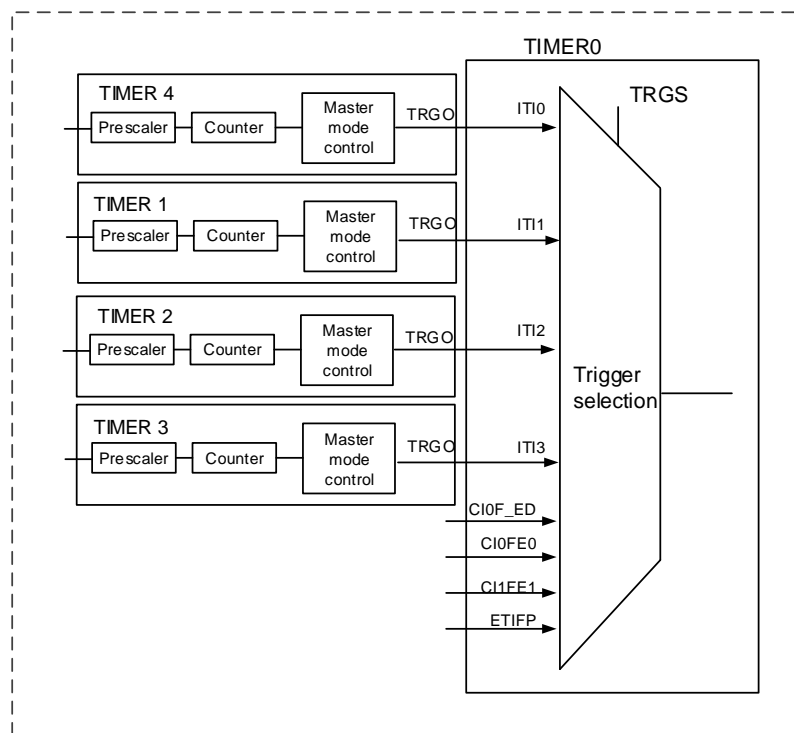 TIMER0
TIMER 4
Prescaler
Counter
Master
mode
control
TRGO
ITI0
TRGS
TIMER 1
Prescaler
Counter
Master
mode
control
TRGO
ITI1
TIMER 2
Prescaler
Counter
Master
mode
control
TRGO
ITI2
Trigger
selection
TIMER 3
Prescaler
Counter
Master
mode
control
TRGO
ITI3
CI0F_ED
CI0FE0
CI1FE1
ETIFP